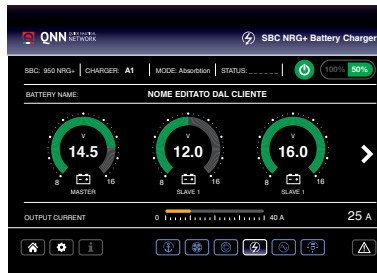 QNN NETWORK
SBC NRG+ Battery Charger
SBC: 950 NRG+ CHARGER: A1 MODE: Absorbtion STATUS:_ _ _ _ _ _ 100% 50%
BATTERY NAME: NOME EDITATO DAL CLIENTE
V V V
14.5 12.0 16.0
8 16 8 16 8 16
MASTER SLAVE 1 SLAVE 1
OUTPUT CURRENT 0 40 A 25 A
i